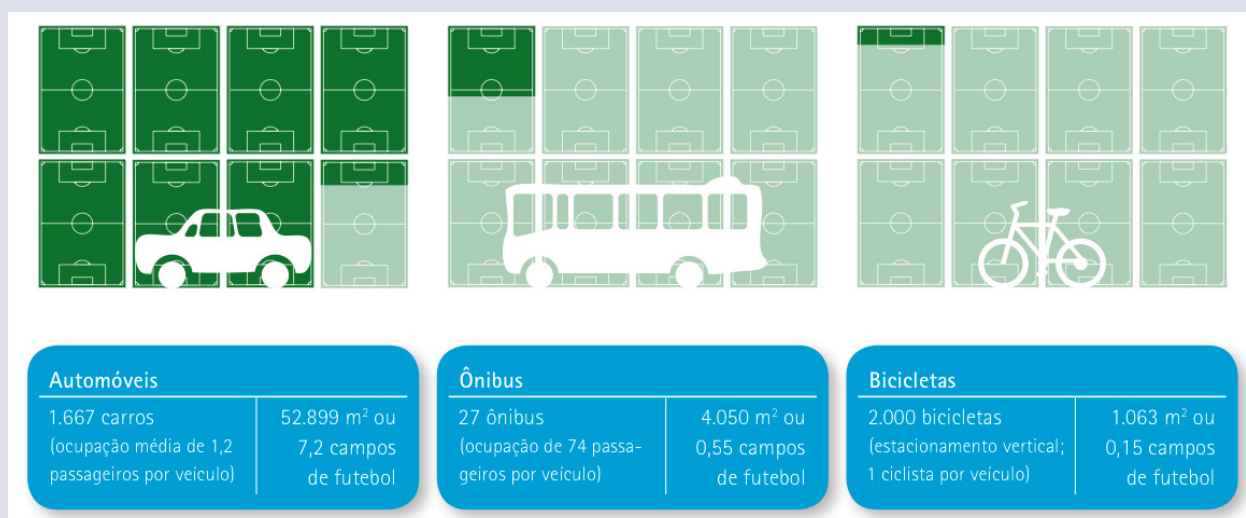 Automóveis
1.667 carros
(ocupação média de 1,2
passageiros por veículo)
52.899 m² ou
7,2 campos
de futebol
Ônibus
27 ônibus
(ocupação de 74 passa-
geiros por veículo)
4.050 m² ou
0,55 campos
de futebol
Bicicletas
2.000 bicicletas
(estacionamento vertical;
1 ciclista por veículo)
1.063 m² ou
0,15 campos
de futebol